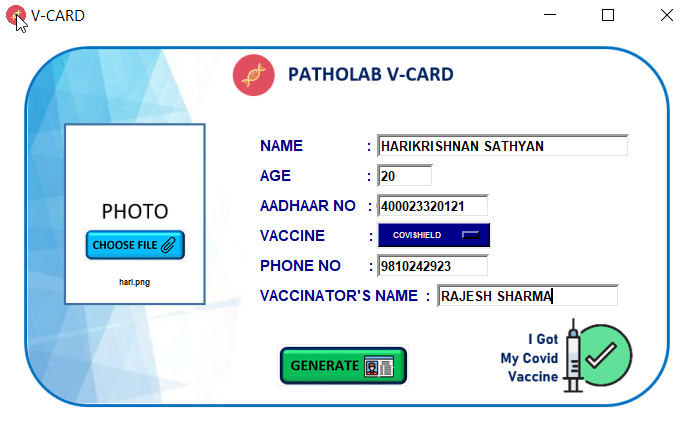 V-CARD
PATHOLAB V-CARD
NAME : HARIKRISHNAN SATHYAN
AGE : 20
AADHAAR NO : 400023320121
VACCINE : COVISHIELD
PHONE NO : 9810242923
VACCINATOR'S NAME : RAJESH SHARMA
PHOTO
CHOOSE FILE
hari.png
GENERATE
I Got
My Covid
Vaccine